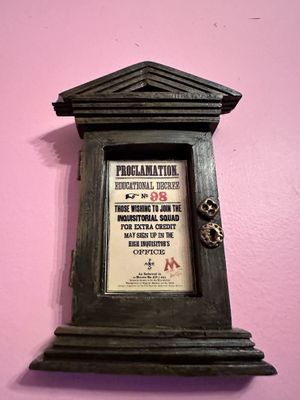 PROCLAMATION.
EDUCATIONAL DECREE
No 98
THOSE WISHING TO JOIN THE
INQUISITORIAL SQUAD
FOR EXTRA CREDIT
MAY SIGN UP IN THE
HIGH INQUISITOR'S
OFFICE
M